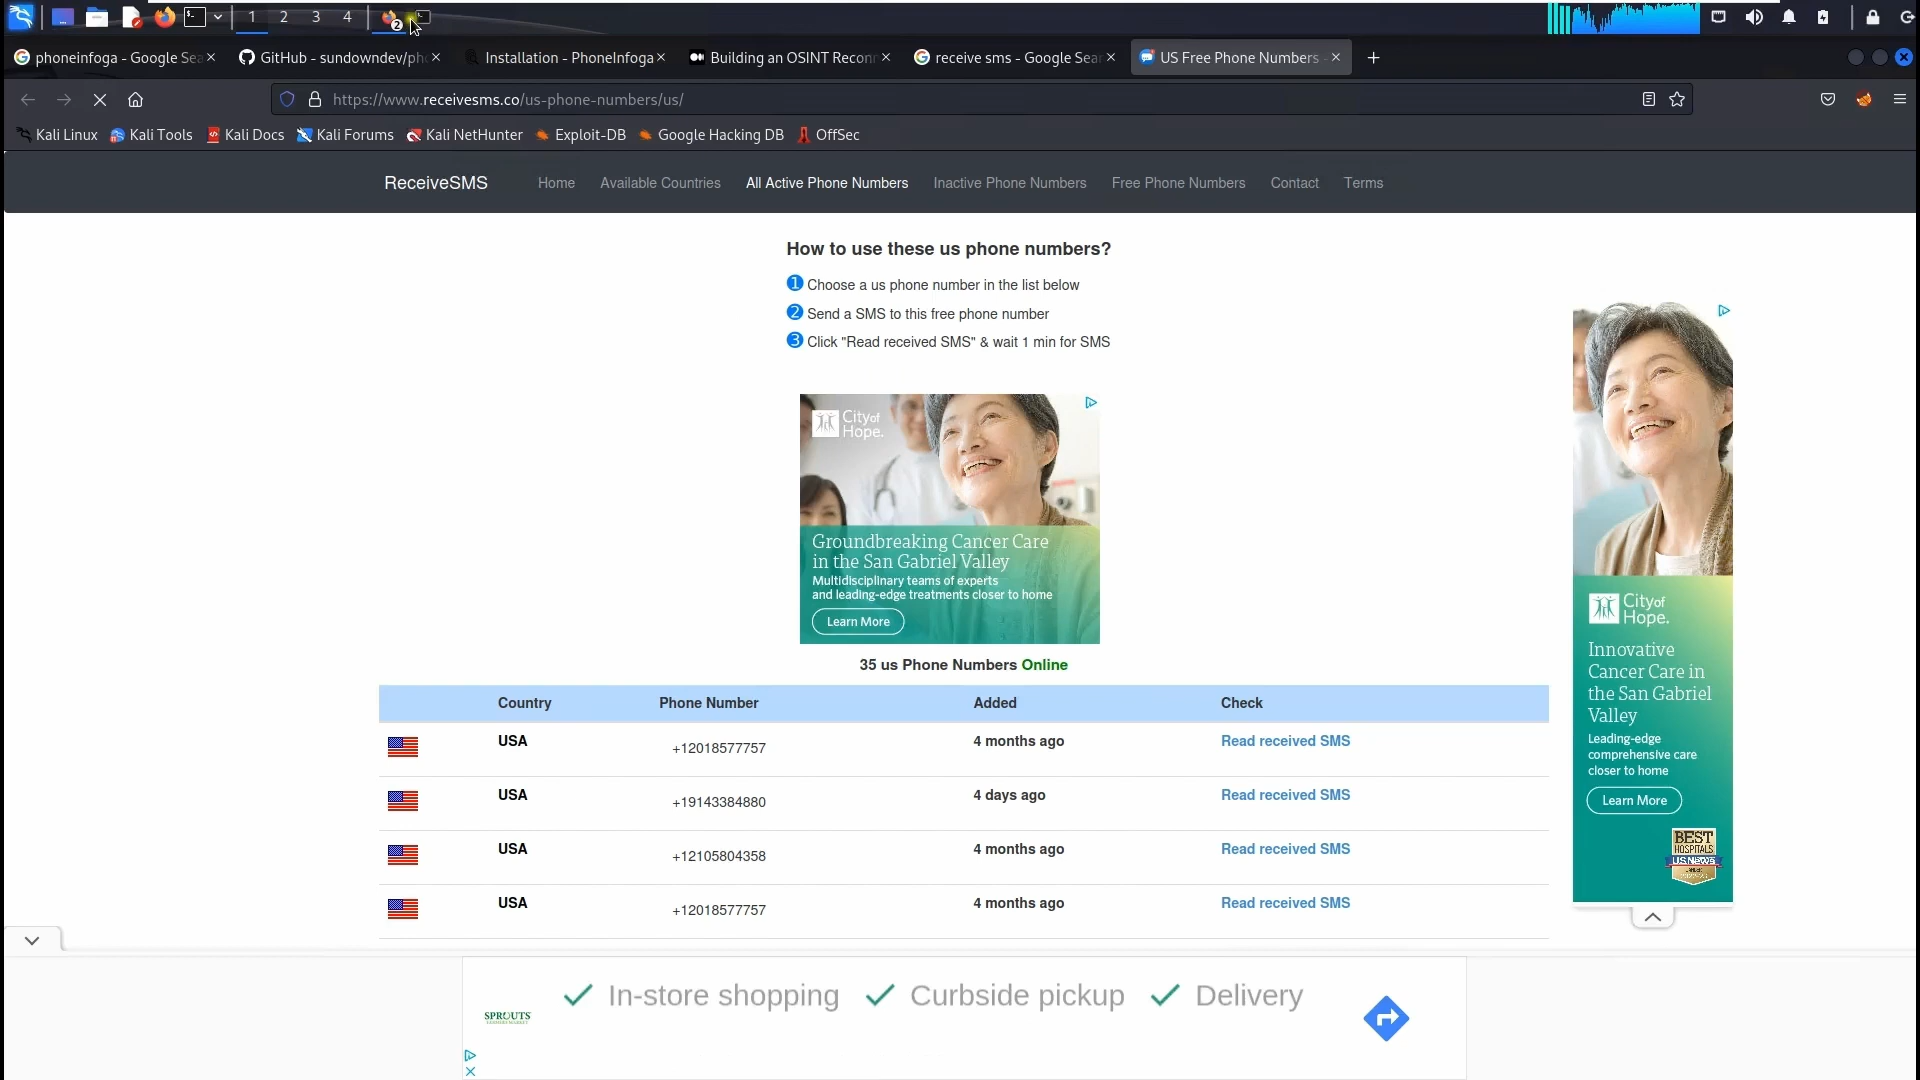 1 2 3 4 2
phoneinfoga - Google Sea
GitHub - sundowndev/pho
Installation - PhoneInfoga
Building an OSINT Reconn
receive sms - Google Sear
US Free Phone Numbers -
https://www.receivesms.co/us-phone-numbers/us/
Kali Linux Kali Tools Kali Docs Kali Forums Kali NetHunter Exploit-DB Google Hacking DB OffSec
ReceiveSMS Home Available Countries All Active Phone Numbers Inactive Phone Numbers Free Phone Numbers Contact Terms
How to use these us phone numbers?
1 Choose a us phone number in the list below
2 Send a SMS to this free phone number
3 Click "Read received SMS" & wait 1 min for SMS
City of
Hope.
Groundbreaking Cancer Care
in the San Gabriel Valley
Multidisciplinary teams of experts
and leading-edge treatments closer to home
Learn More
35 us Phone Numbers Online
Country Phone Number Added Check
USA +12018577757 4 months ago Read received SMS
USA +19143384880 4 days ago Read received SMS
USA +12105804358 4 months ago Read received SMS
USA +12018577757 4 months ago Read received SMS
City of
Hope.
Innovative
Cancer Care in
the San Gabriel
Valley
Leading-edge
comprehensive care
closer to home
Learn More
BEST
HOSPITALS
U.S. News
SPROUTS
FARMERS MARKET
In-store shopping Curbside pickup Delivery